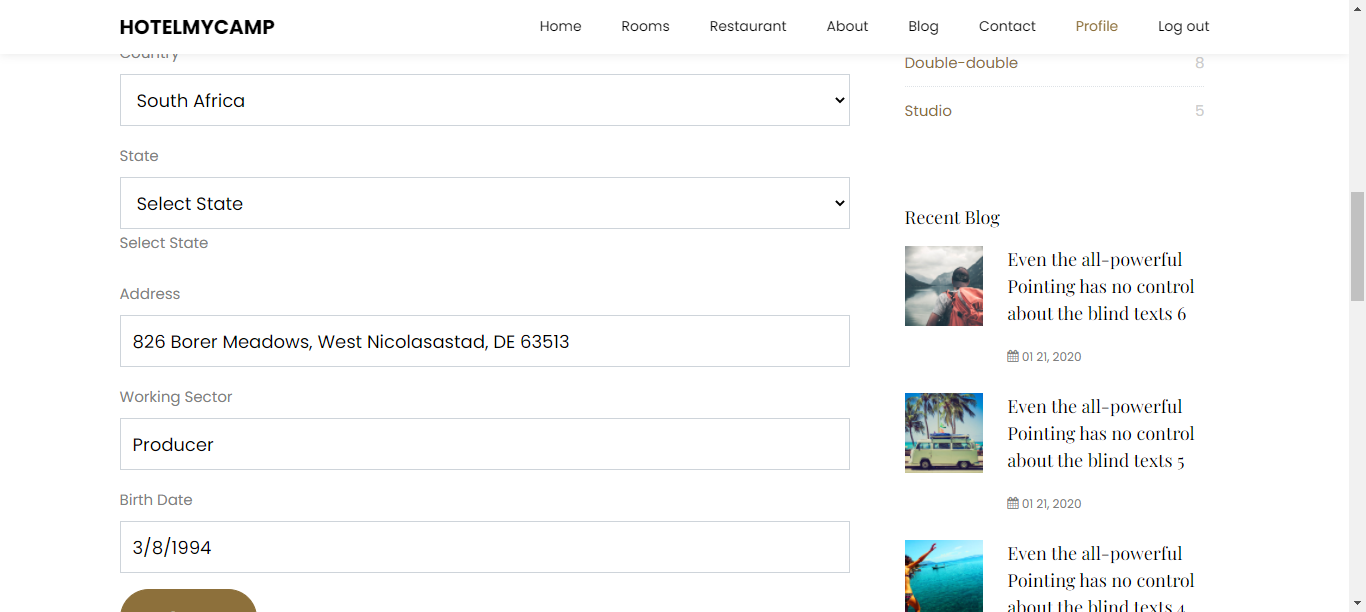 HOTELMYCAMP
Home Rooms Restaurant About Blog Contact Profile Log out
Country
South Africa
State
Select State
Select State
Address
826 Borer Meadows, West Nicolasastad, DE 63513
Working Sector
Producer
Birth Date
3/8/1994
Double-double 8
Studio 5
Recent Blog
Even the all-powerful
Pointing has no control
about the blind texts 6
01 21, 2020
Even the all-powerful
Pointing has no control
about the blind texts 5
01 21, 2020
Even the all-powerful
Pointing has no control
about the blind texts 4